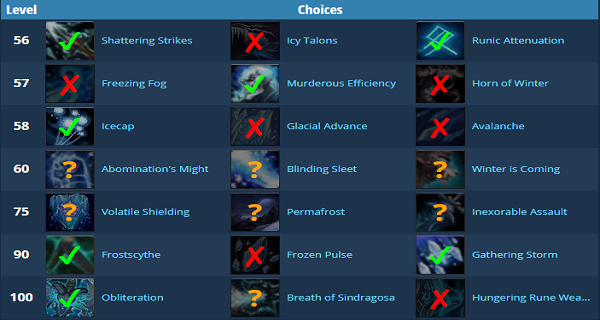 Level Choices
56 Shattering Strikes Icy Talons Runic Attenuation
57 Freezing Fog Murderous Efficiency Horn of Winter
58 Icecap Glacial Advance Avalanche
60 Abomination's Might Blinding Sleet Winter is Coming
75 Volatile Shielding Permafrost Inexorable Assault
90 Frostscythe Frozen Pulse Gathering Storm
100 Obliteration Breath of Sindragosa Hungering Rune Wea...